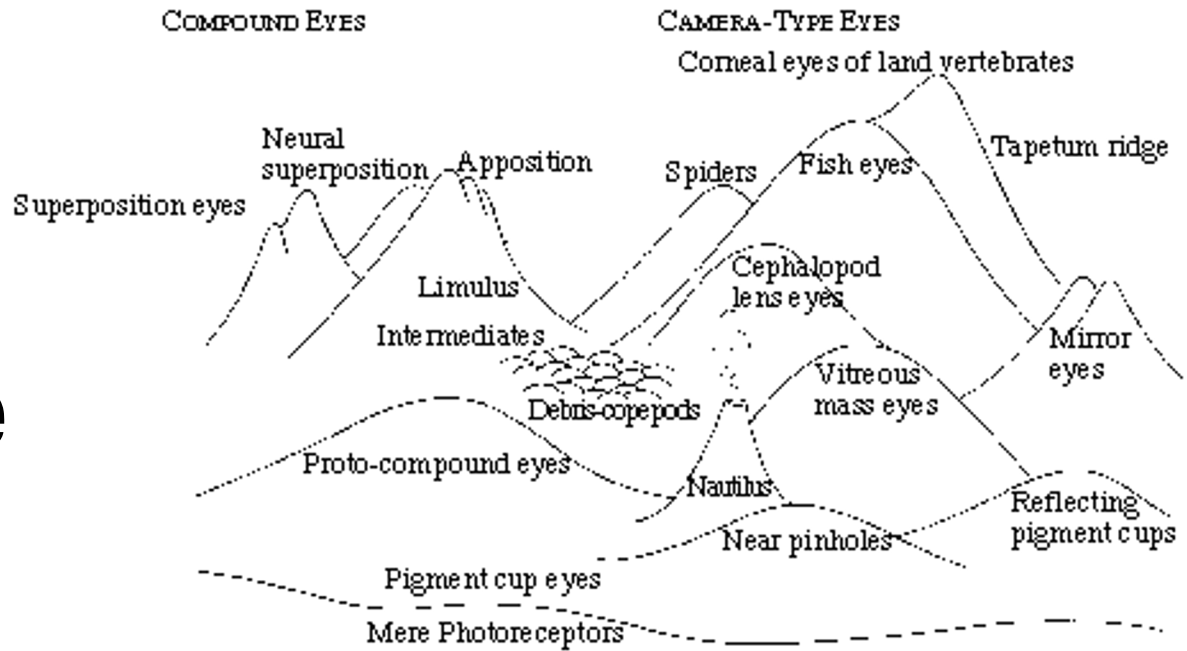 COMPOUND EYES
CAMERA-TYPE EYES
Corneal eyes of land vertebrates
Neural
superposition
Apposition
Superposition eyes
Spiders
Fish eyes
Tapetum ridge
Limulus
Cephalopod
lens eyes
Intermediates
Mirror
eyes
Vitreous
mass eyes
Debris-copepods
Proto-compound eyes
Nautilus
Reflecting
pigment cups
Near pinholes
Pigment cup eyes
Mere Photoreceptors
e